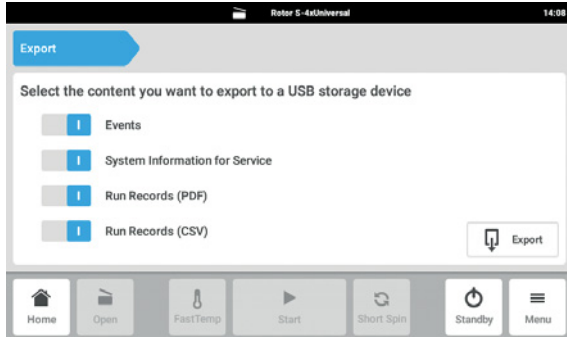 Rotor S-4xUniversal 14:08
Export
Select the content you want to export to a USB storage device
Events
System Information for Service
Run Records (PDF)
Run Records (CSV)
Export
Home Open FastTemp Start Short Spin Standby Menu